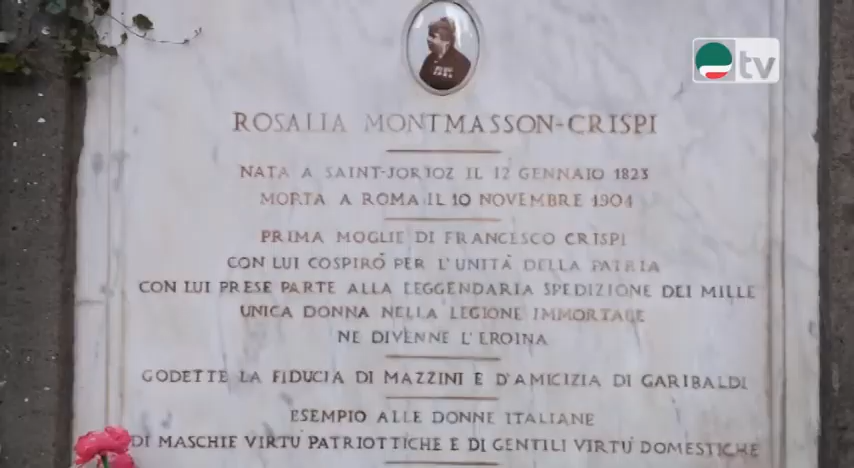 tv
ROSALIA MONTMASSON-CRISPI
NATA A SAINT-JORIOZ IL 12 GENNAIO 1823
MORTA A ROMA IL 10 NOVEMBRE 1904
PRIMA MOGLIE DI FRANCESCO CRISPI
CON LUI COSPIRÒ PER L'UNITÀ DELLA PATRIA
CON LUI PRESE PARTE ALLA LEGGENDARIA SPEDIZIONE DEI MILLE
UNICA DONNA NELLA LEGIONE IMMORTALE
NE DIVENNE L'EROINA
GODETTE LA FIDUCIA DI MAZZINI E D'AMICIZIA DI GARIBALDI
ESEMPIO ALLE DONNE ITALIANE
DI MASCHIE VIRTU' PATRIOTTICHE E DI GENTILI VIRTU' DOMESTICHE